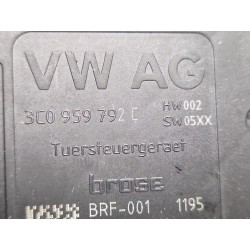 VW AG
3C0 959 792 C
HW 002
SW 05XX
Tuersteuergeraet
brose
BRF-001 1195